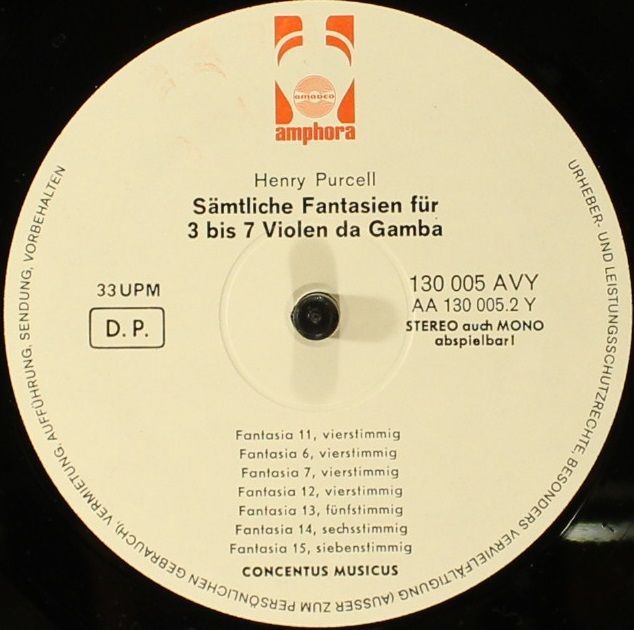 amadeo
amphora
Henry Purcell
Sämtliche Fantasien für
3 bis 7 Violen da Gamba
33 UPM
D. P.
130 005 AVY
AA 130 005.2 Y
STEREO auch MONO
abspielbar!
Fantasia 11, vierstimmig
Fantasia 6, vierstimmig
Fantasia 7, vierstimmig
Fantasia 12, vierstimmig
Fantasia 13, fünfstimmig
Fantasia 14, sechsstimmig
Fantasia 15, siebenstimmig
CONCENTUS MUSICUS
URHEBER- UND LEISTUNGSSCHUTZRECHTE, BESONDERS VERVIELFÄLTIGUNG (AUSSER ZUM PERSÖNLICHEN GEBRAUCH), VERMIETUNG, AUFFÜHRUNG, SENDUNG, VORBEHALTEN